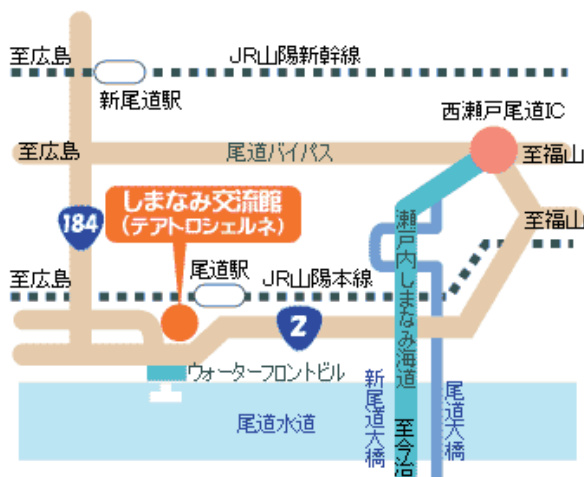 至広島
JR山陽新幹線
新尾道駅
西瀬戸尾道IC
至広島
尾道バイパス
至福山
しまなみ交流館
(テアトロシェルネ)
184
至福山
尾道駅
至広島
JR山陽本線
2
瀬戸内しまなみ海道
ウォーターフロントビル
新尾道大橋
尾道大橋
尾道水道
至今治